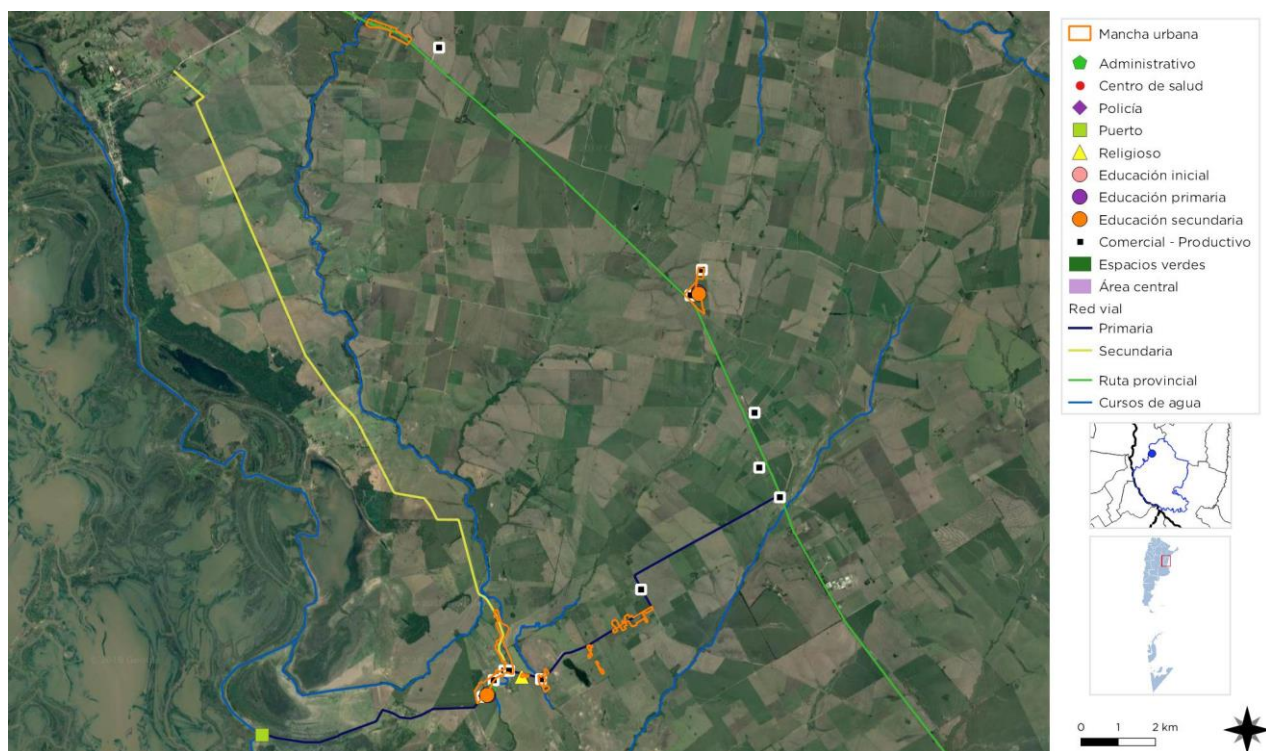 Mancha urbana
Administrativo
Centro de salud
Policía
Puerto
Religioso
Educación inicial
Educación primaria
Educación secundaria
Comercial - Productivo
Espacios verdes
Área central
Red vial
Primaria
Secundaria
Ruta provincial
Cursos de agua
0 1 2 km